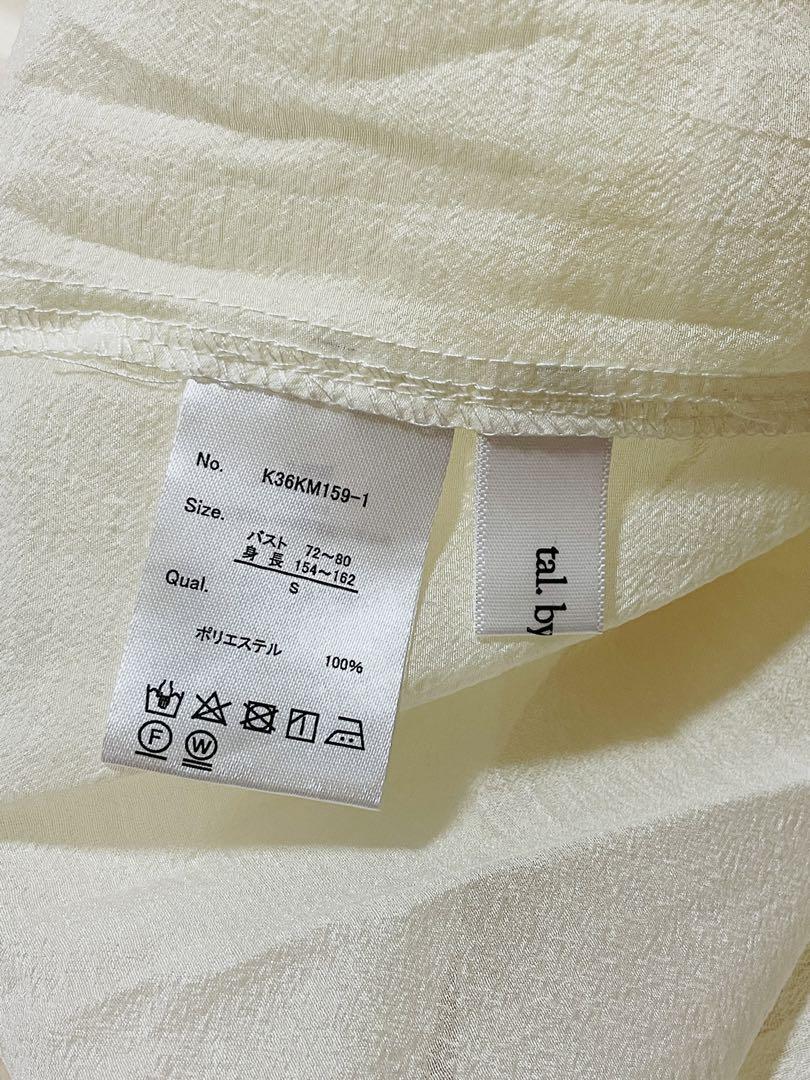 No. K36KM159-1
Size.
バスト 72～80
身長 154～162
S
Qual.
ポリエステル 100%
F
W
tal. by